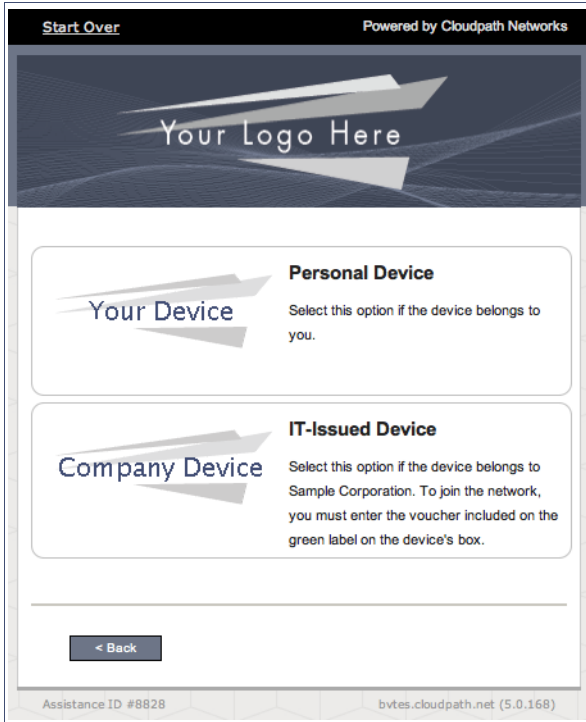 Start Over
Powered by Cloudpath Networks
Your Logo Here
Your Device
Personal Device
Select this option if the device belongs to
you.
Company Device
IT-Issued Device
Select this option if the device belongs to
Sample Corporation. To join the network,
you must enter the voucher included on the
green label on the device's box.
< Back
Assistance ID #8828
bvtes.cloudpath.net (5.0.168)